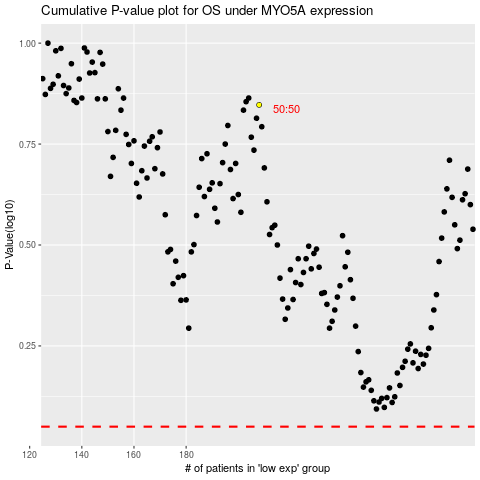 Cumulative P-value plot for OS under MYO5A expression
P-Value(log10)
1.00
0.75
0.50
0.25
50:50
120 140 160 180
# of patients in 'low exp' group